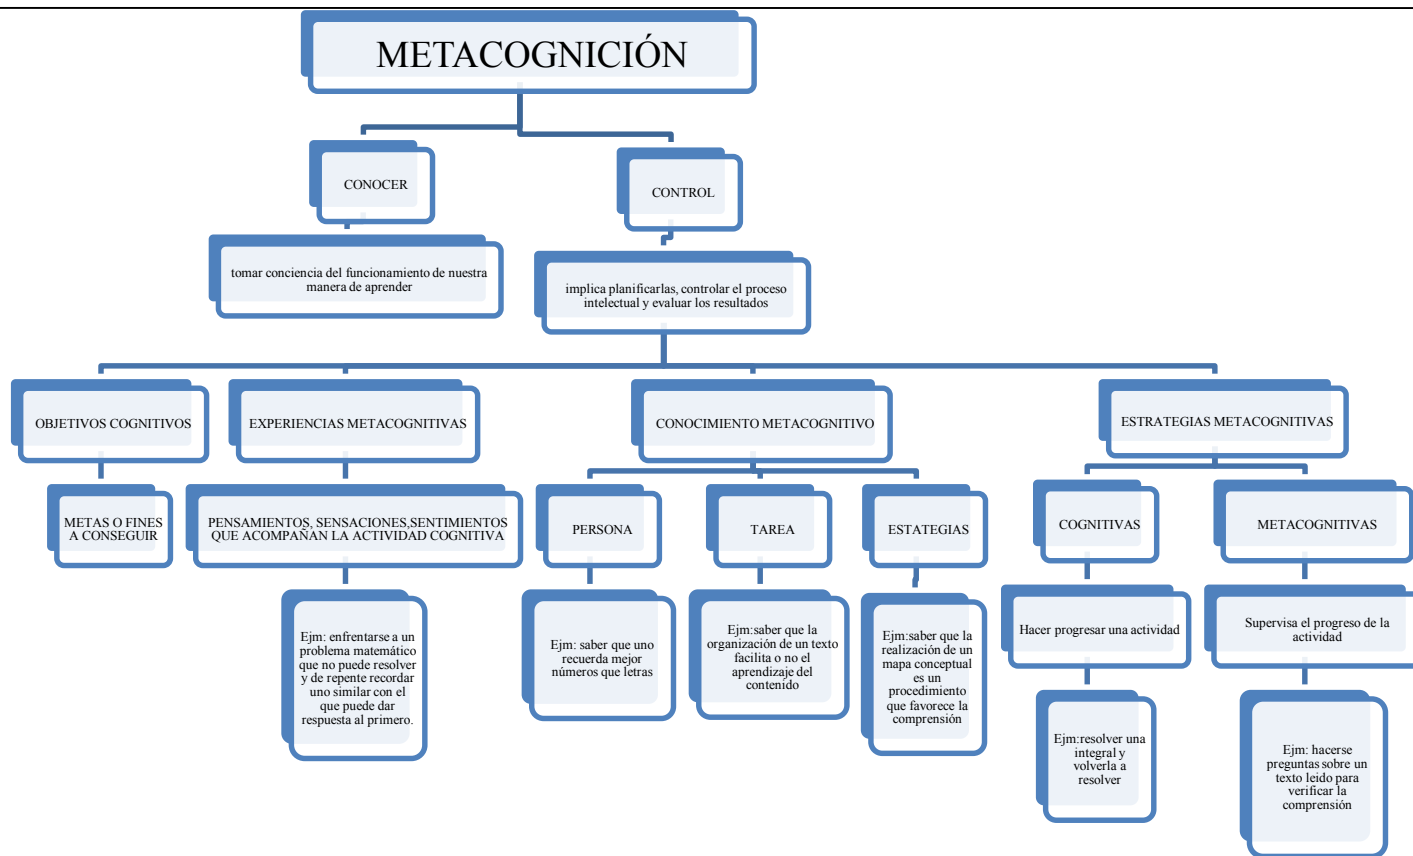 METACOGNICIÓN
CONOCER
CONTROL
tomar conciencia del funcionamiento de nuestra
manera de aprender
implica planificarlas, controlar el proceso
intelectual y evaluar los resultados
OBJETIVOS COGNITIVOS
EXPERIENCIAS METACOGNITIVAS
CONOCIMIENTO METACOGNITIVO
ESTRATEGIAS METACOGNITIVAS
METAS O FINES
A CONSEGUIR
PENSAMIENTOS, SENSACIONES,SENTIMIENTOS
QUE ACOMPAÑAN LA ACTIVIDAD COGNITIVA
PERSONA
TAREA
ESTATEGIAS
COGNITIVAS
METACOGNITIVAS
Ejm: enfrentarse a un
problema matemático
que no puede resolver
y de repente recordar
uno similar con el
que puede dar
respuesta al primero.
Ejm: saber que uno
recuerda mejor
números que letras
Ejm:saber que la
organización de un texto
facilita o no el
aprendizaje del
contenido
Ejm:saber que la
realización de un
mapa conceptual
es un
procedimiento
que favorece la
comprensión
Hacer progresar una actividad
Supervisa el progreso de la
actividad
Ejm:resolver una
integral y
volverla a
resolver
Ejm: hacerse
preguntas sobre un
texto leido para
verificar la
comprensión